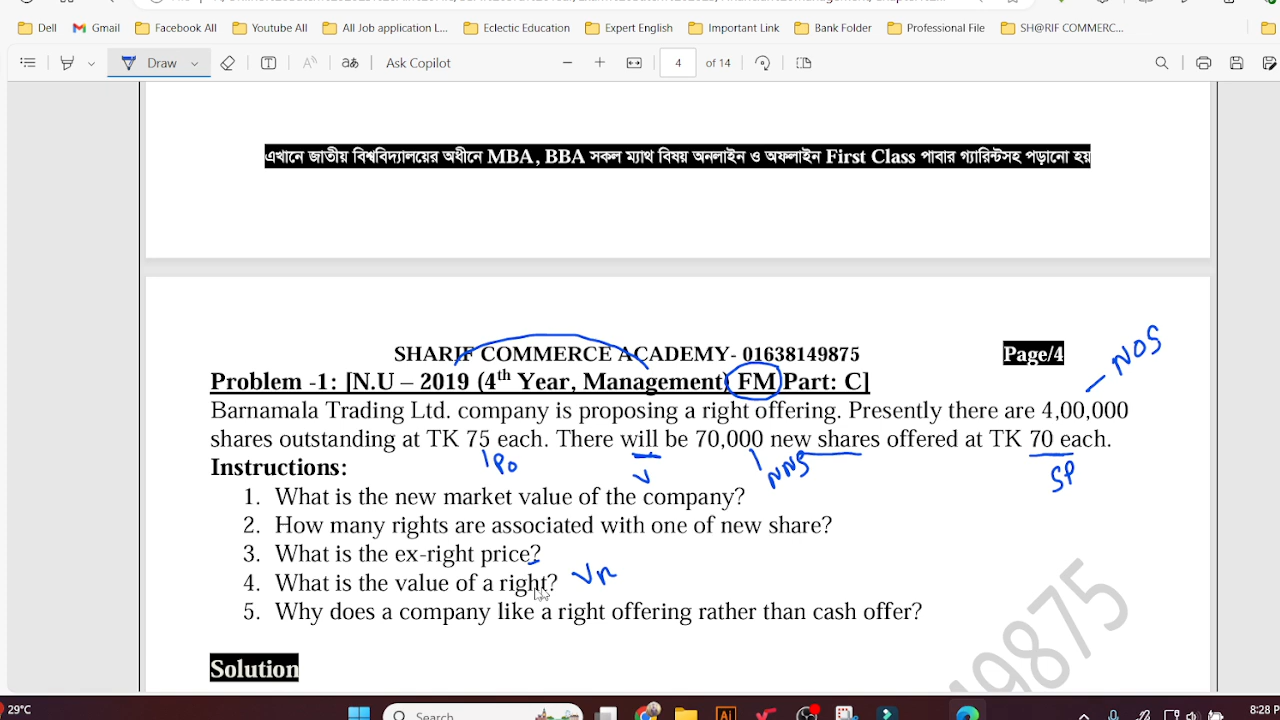 Dell Gmail Facebook All Youtube All All Job application L... Eclectic Education Expert English Important Link Bank Folder Professional File SH@RIF COMMERC...
Draw Ask Copilot 4 of 14
এখানে জাতীয় বিশ্ববিদ্যালয়ের অধীনে MBA, BBA সকল ম্যাথ বিষয় অনলাইন ও অফলাইন First Class পাবার গ্যারিন্টসহ পড়ানো হয়
SHARIF COMMERCE ACADEMY- 01638149875 Page/4
NOS
Problem -1: [N.U – 2019 (4th Year, Management) FM Part: C]
Barnamala Trading Ltd. company is proposing a right offering. Presently there are 4,00,000
shares outstanding at TK 75 each. There will be 70,000 new shares offered at TK 70 each.
P0 NNS SP
Instructions:
1. What is the new market value of the company?
2. How many rights are associated with one of new share?
3. What is the ex-right price?
4. What is the value of a right? VR
5. Why does a company like a right offering rather than cash offer?
Solution
9875
29°C Search 8:28 P